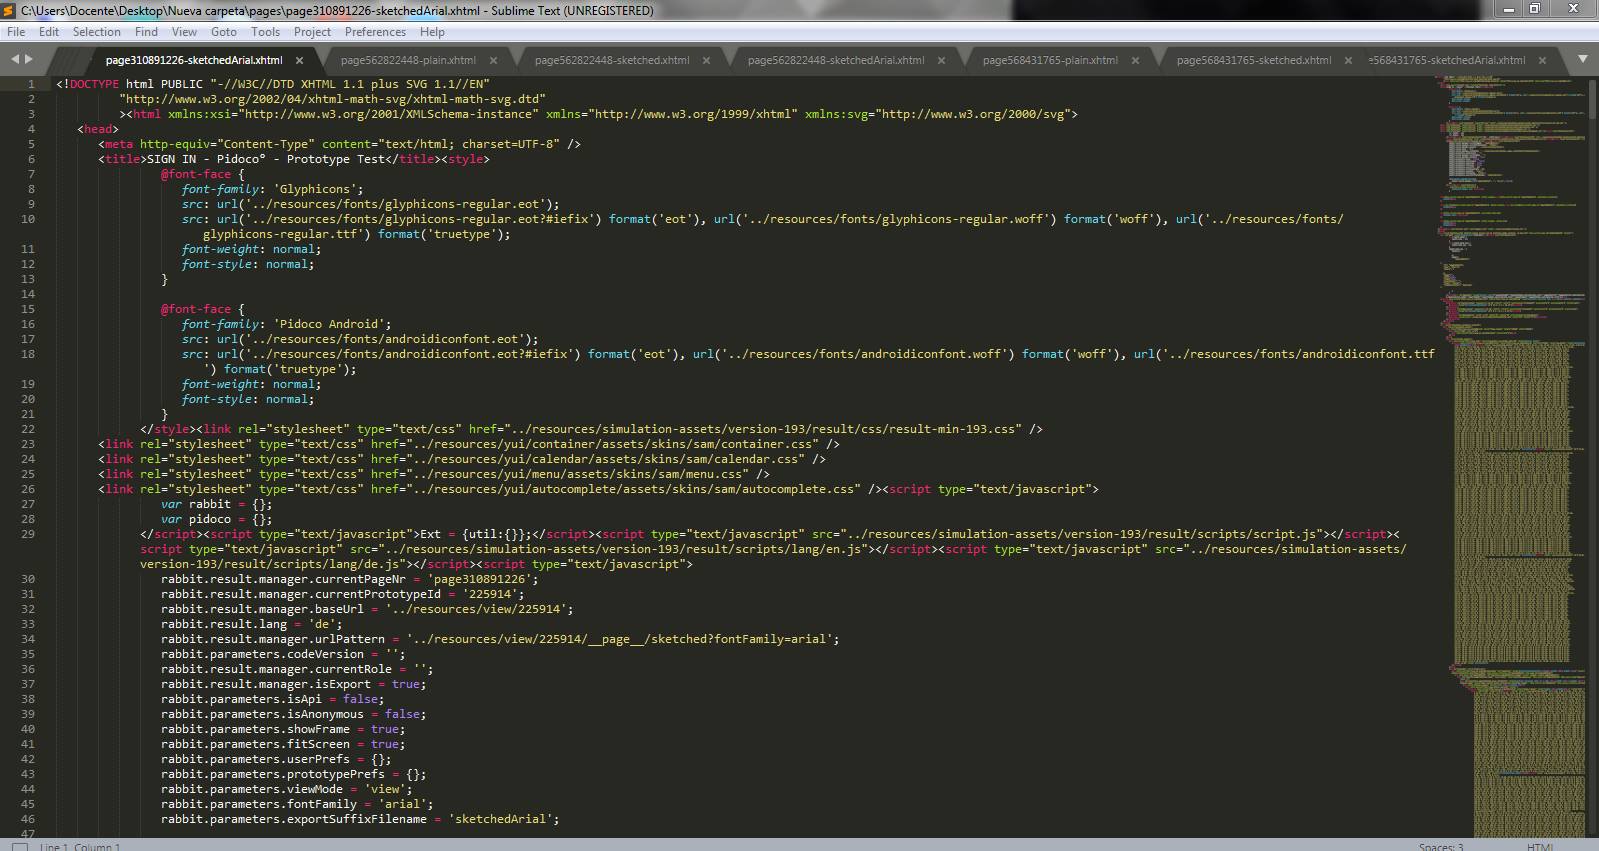 C:\Users\Docente\Desktop\Nueva carpeta\pages\page310891226-sketchedArial.xhtml - Sublime Text (UNREGISTERED)
File Edit Selection Find View Goto Tools Project Preferences Help
page310891226-sketchedArial.xhtml page562822448-plain.xhtml page562822448-sketched.xhtml page562822448-sketchedArial.xhtml page568431765-plain.xhtml page568431765-sketched.xhtml e568431765-sketchedArial.xhtml
1 <!DOCTYPE html PUBLIC "-//W3C//DTD XHTML 1.1 plus SVG 1.1//EN"
2 "http://www.w3.org/2002/04/xhtml-math-svg/xhtml-math-svg.dtd"
3 ><html xmlns:xsi="http://www.w3.org/2001/XMLSchema-instance" xmlns="http://www.w3.org/1999/xhtml" xmlns:svg="http://www.w3.org/2000/svg">
4 <head>
5 <meta http-equiv="Content-Type" content="text/html; charset=UTF-8" />
6 <title>SIGN IN - Pidoco° - Prototype Test</title><style>
7 @font-face {
8 font-family: 'Glyphicons';
9 src: url('../resources/fonts/glyphicons-regular.eot');
10 src: url('../resources/fonts/glyphicons-regular.eot?#iefix') format('eot'), url('../resources/fonts/glyphicons-regular.woff') format('woff'), url('../resources/fonts/
glyphicons-regular.ttf') format('truetype');
11 font-weight: normal;
12 font-style: normal;
13 }
14
15 @font-face {
16 font-family: 'Pidoco Android';
17 src: url('../resources/fonts/androidiconfont.eot');
18 src: url('../resources/fonts/androidiconfont.eot?#iefix') format('eot'), url('../resources/fonts/androidiconfont.woff') format('woff'), url('../resources/fonts/androidiconfont.ttf
') format('truetype');
19 font-weight: normal;
20 font-style: normal;
21 }
22 </style><link rel="stylesheet" type="text/css" href="../resources/simulation-assets/version-193/result/css/result-min-193.css" />
23 <link rel="stylesheet" type="text/css" href="../resources/yui/container/assets/skins/sam/container.css" />
24 <link rel="stylesheet" type="text/css" href="../resources/yui/calendar/assets/skins/sam/calendar.css" />
25 <link rel="stylesheet" type="text/css" href="../resources/yui/menu/assets/skins/sam/menu.css" />
26 <link rel="stylesheet" type="text/css" href="../resources/yui/autocomplete/assets/skins/sam/autocomplete.css" /><script type="text/javascript">
27 var rabbit = {};
28 var pidoco = {};
29 </script><script type="text/javascript">Ext = {util:{}};</script><script type="text/javascript" src="../resources/simulation-assets/version-193/result/scripts/script.js"></script><
script type="text/javascript" src="../resources/simulation-assets/version-193/result/scripts/lang/en.js"></script><script type="text/javascript" src="../resources/simulation-assets/
version-193/result/scripts/lang/de.js"></script><script type="text/javascript">
30 rabbit.result.manager.currentPageNr = 'page310891226';
31 rabbit.result.manager.currentPrototypeId = '225914';
32 rabbit.result.manager.baseUrl = '../resources/view/225914';
33 rabbit.result.lang = 'de';
34 rabbit.result.manager.urlPattern = '../resources/view/225914/__page__/sketched?fontFamily=arial';
35 rabbit.parameters.codeVersion = '';
36 rabbit.result.manager.currentRole = '';
37 rabbit.result.manager.isExport = true;
38 rabbit.parameters.isApi = false;
39 rabbit.parameters.isAnonymous = false;
40 rabbit.parameters.showFrame = true;
41 rabbit.parameters.fitScreen = true;
42 rabbit.parameters.userPrefs = {};
43 rabbit.parameters.prototypePrefs = {};
44 rabbit.parameters.viewMode = 'view';
45 rabbit.parameters.fontFamily = 'arial';
46 rabbit.parameters.exportSuffixFilename = 'sketchedArial';
47
Line 1, Column 1 Spaces: 3 HTML